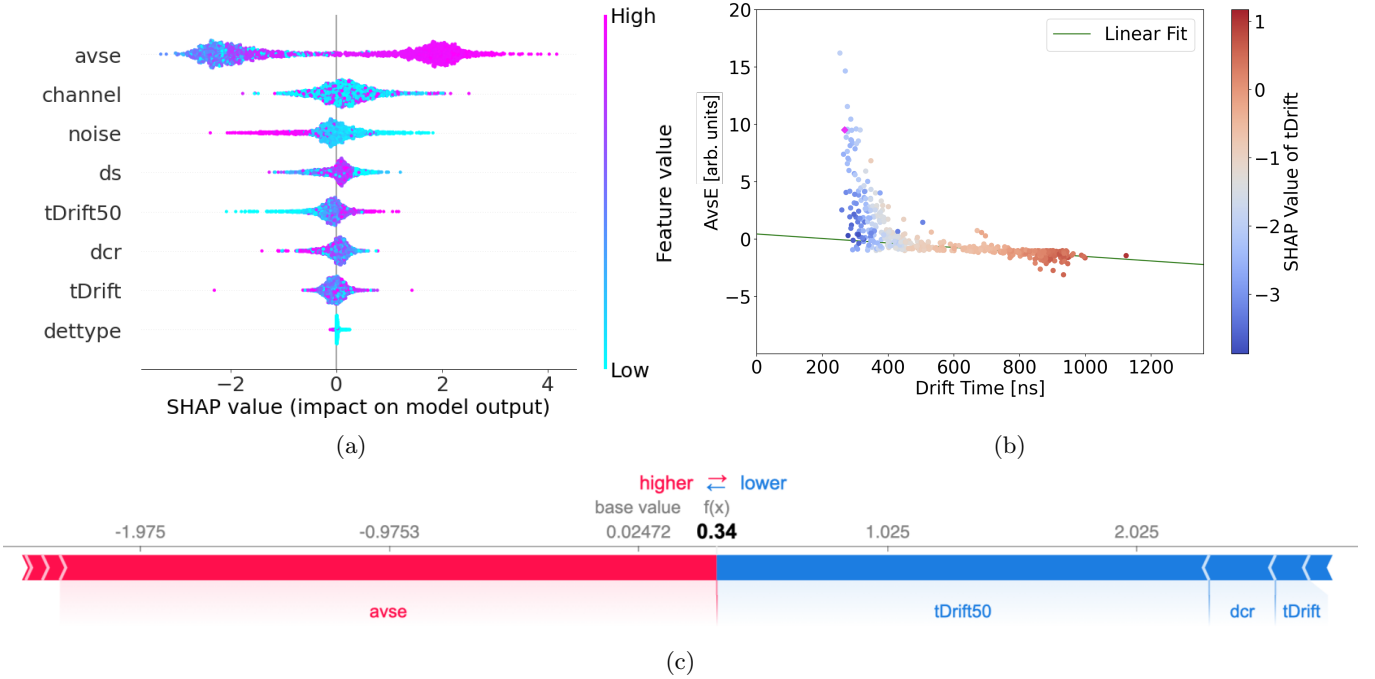 avse
channel
noise
ds
tDrift50
dcr
tDrift
dettype
−2 0 2 4
SHAP value (impact on model output)
High
Low
Feature value
(a)
20
15
10
5
0
−5
AvsE [arb. units]
0 200 400 600 800 1000 1200
Drift Time [ns]
Linear Fit
1
0
−1
−2
−3
SHAP Value of tDrift
(b)
higher ⇄ lower
base value f(x)
-1.975 -0.9753 0.02472 0.34 1.025 2.025
avse tDrift50 dcr tDrift
(c)